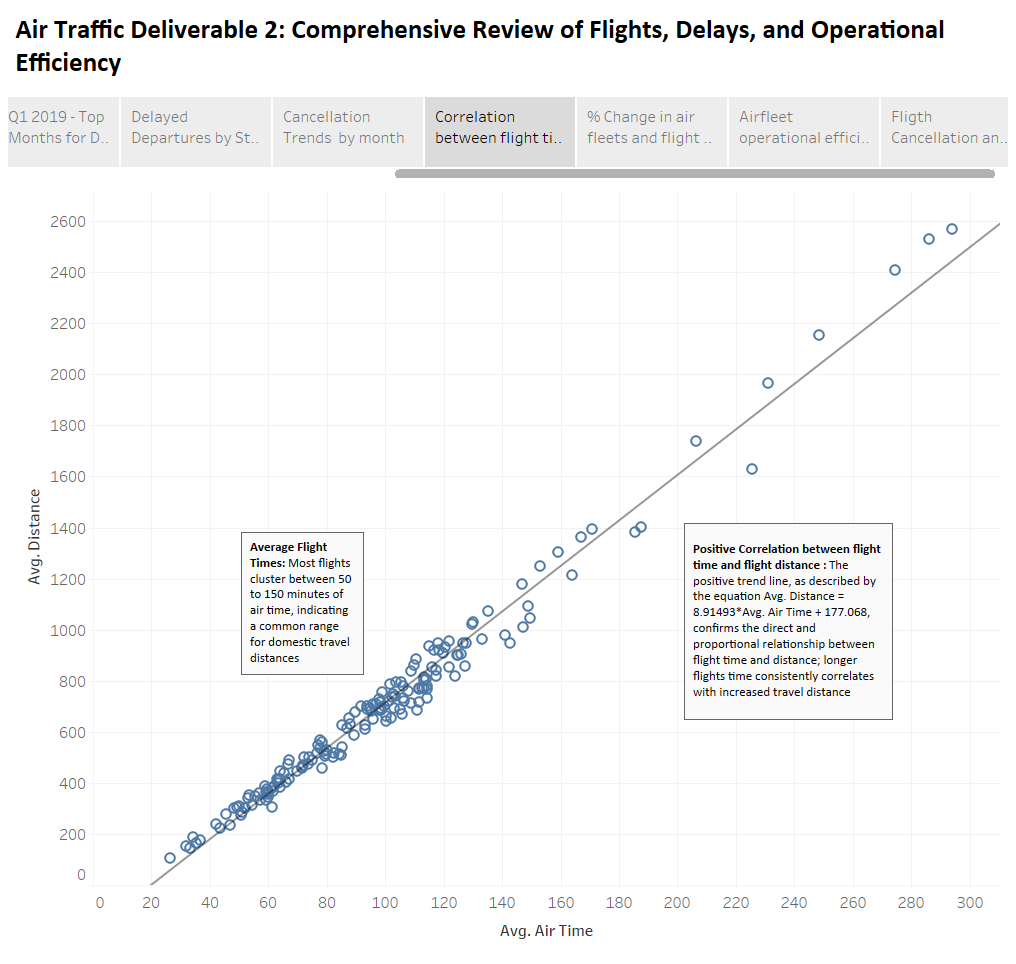 Air Traffic Deliverable 2: Comprehensive Review of Flights, Delays, and Operational
Efficiency
Q1 2019 - Top
Months for D..
Delayed
Departures by St..
Cancellation
Trends by month
Correlation
between flight ti..
% Change in air
fleets and flight ..
Airfleet
operational effici..
Fligth
Cancellation an..
2600
2400
2200
2000
1800
1600
1400
1200
1000
800
600
400
200
0
Avg. Distance
Average Flight
Times: Most flights
cluster between 50
to 150 minutes of
air time, indicating
a common range
for domestic travel
distances
Positive Correlation between flight
time and flight distance : The
positive trend line, as described by
the equation Avg. Distance =
8.91493*Avg. Air Time + 177.068,
confirms the direct and
proportional relationship between
flight time and distance; longer
flights time consistently correlates
with increased travel distance
0 20 40 60 80 100 120 140 160 180 200 220 240 260 280 300
Avg. Air Time